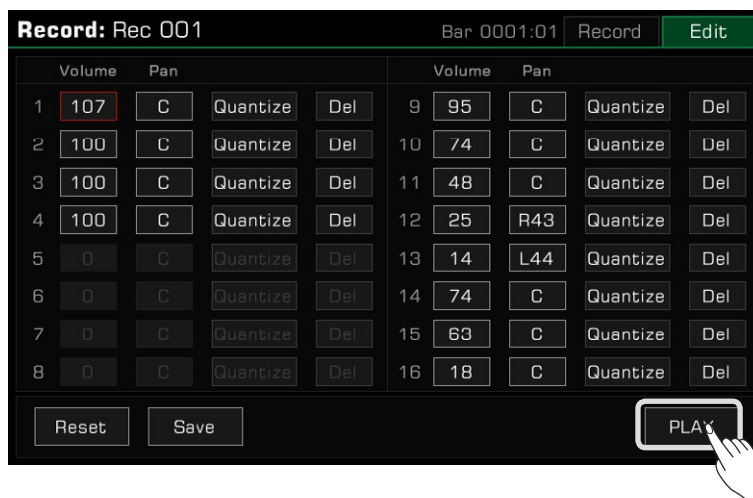 Record: Rec 001 Bar 0001:01 Record Edit
Volume Pan Volume Pan
1 107 C Quantize Del 9 95 C Quantize Del
2 100 C Quantize Del 10 74 C Quantize Del
3 100 C Quantize Del 11 48 C Quantize Del
4 100 C Quantize Del 12 25 R43 Quantize Del
5 0 C Quantize Del 13 14 L44 Quantize Del
6 0 C Quantize Del 14 74 C Quantize Del
7 0 C Quantize Del 15 63 C Quantize Del
8 0 C Quantize Del 16 18 C Quantize Del
Reset Save PLAY